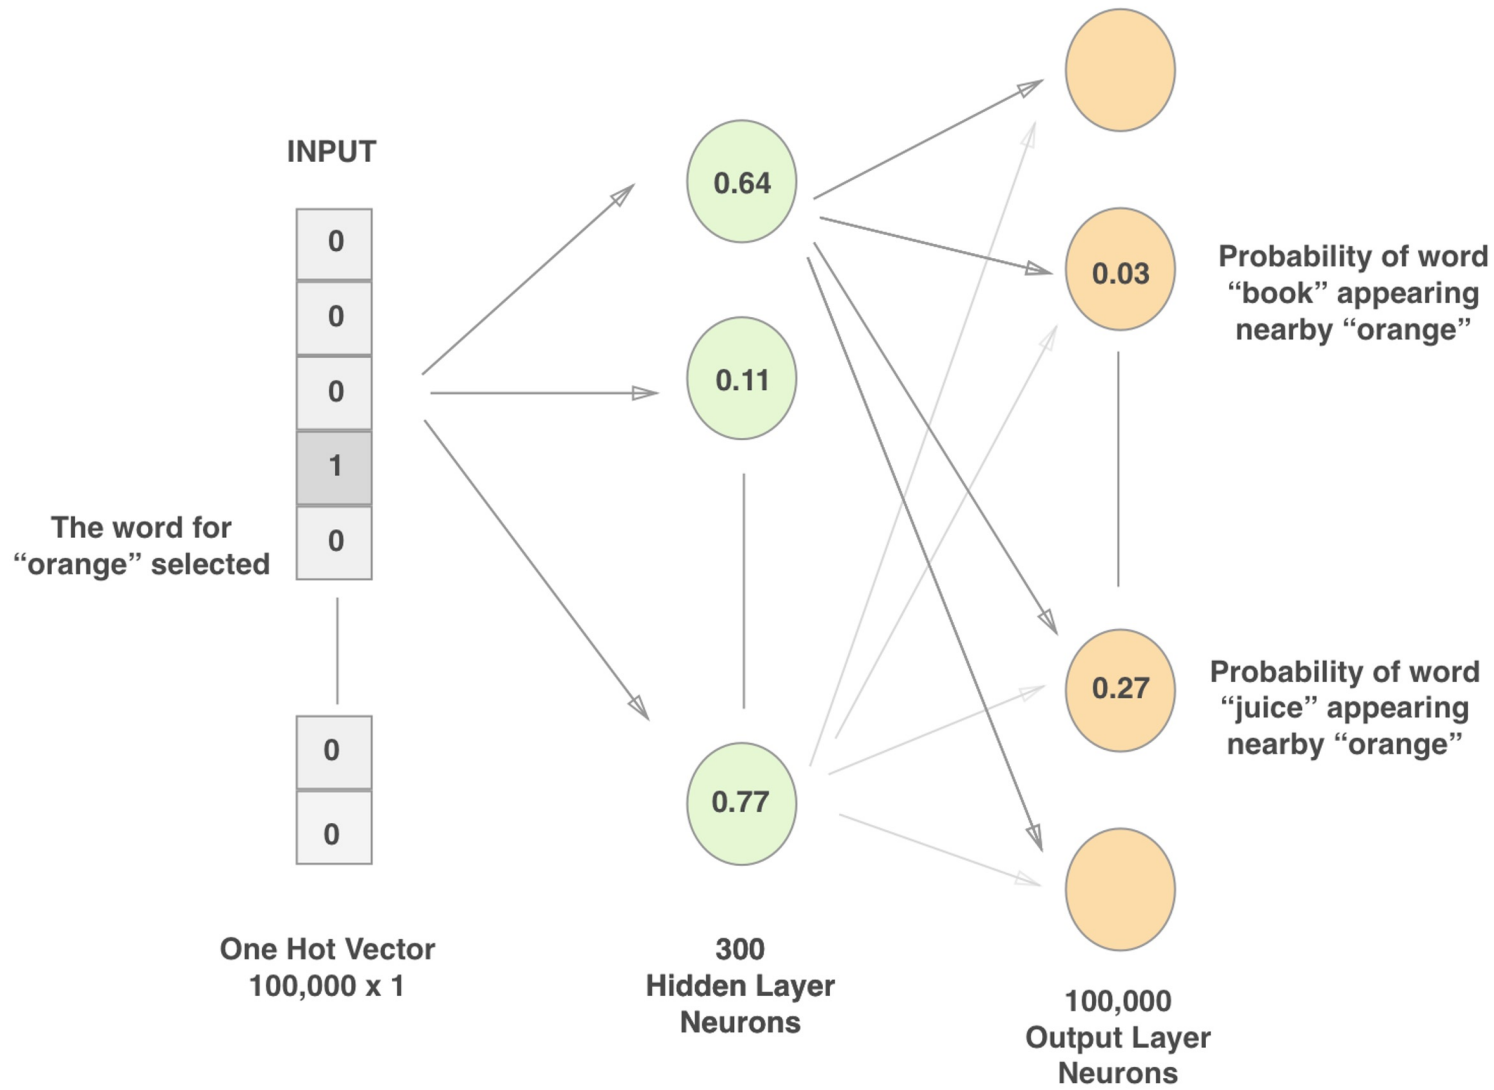 INPUT
0
0
0
1
0
0
0
The word for
“orange” selected
One Hot Vector
100,000 x 1
0.64
0.11
0.77
300
Hidden Layer
Neurons
0.03
0.27
Probability of word
“book” appearing
nearby “orange”
Probability of word
“juice” appearing
nearby “orange”
100,000
Output Layer
Neurons